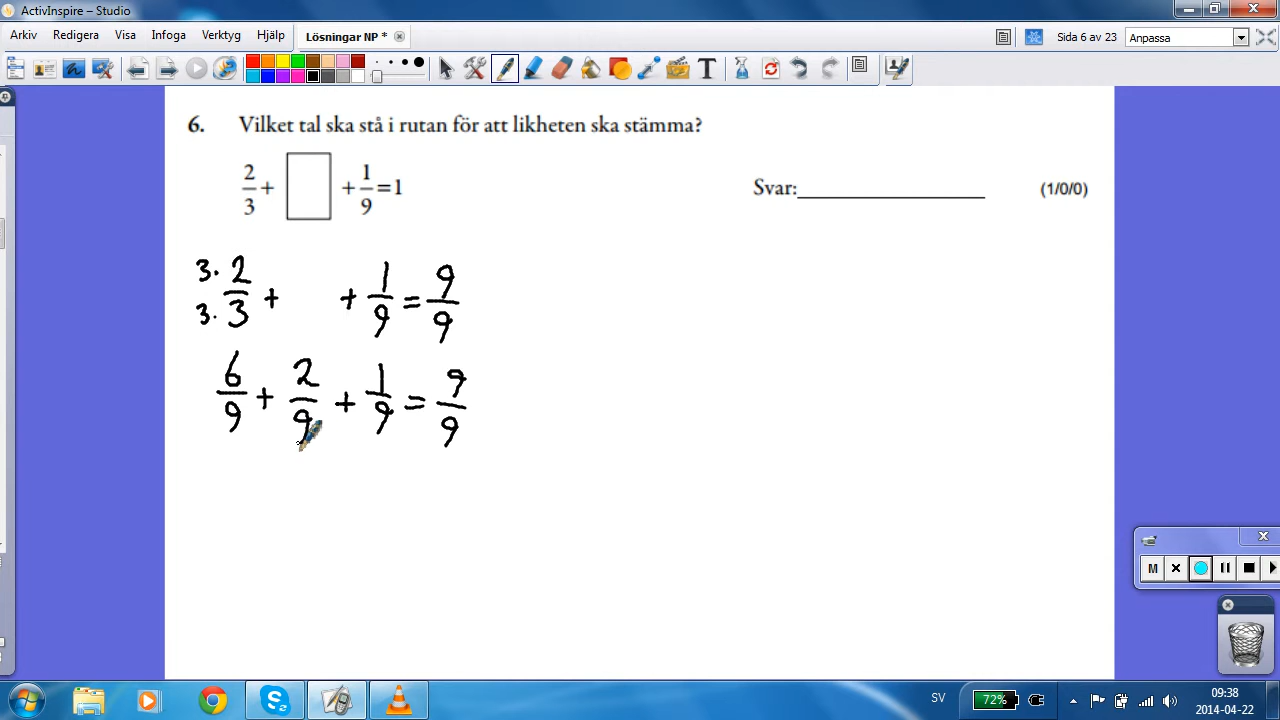 ActivInspire – Studio
Arkiv Redigera Visa Infoga Verktyg Hjälp Lösningar NP * Sida 6 av 23 Anpassa
T
6. Vilket tal ska stå i rutan för att likheten ska stämma?
2/3 + □ + 1/9 = 1 Svar:_______________ (1/0/0)
3·2/3·3 + + 1/9 = 9/9
6/9 + 2/9 + 1/9 = 9/9
M
SV 72% 09:38
2014-04-22